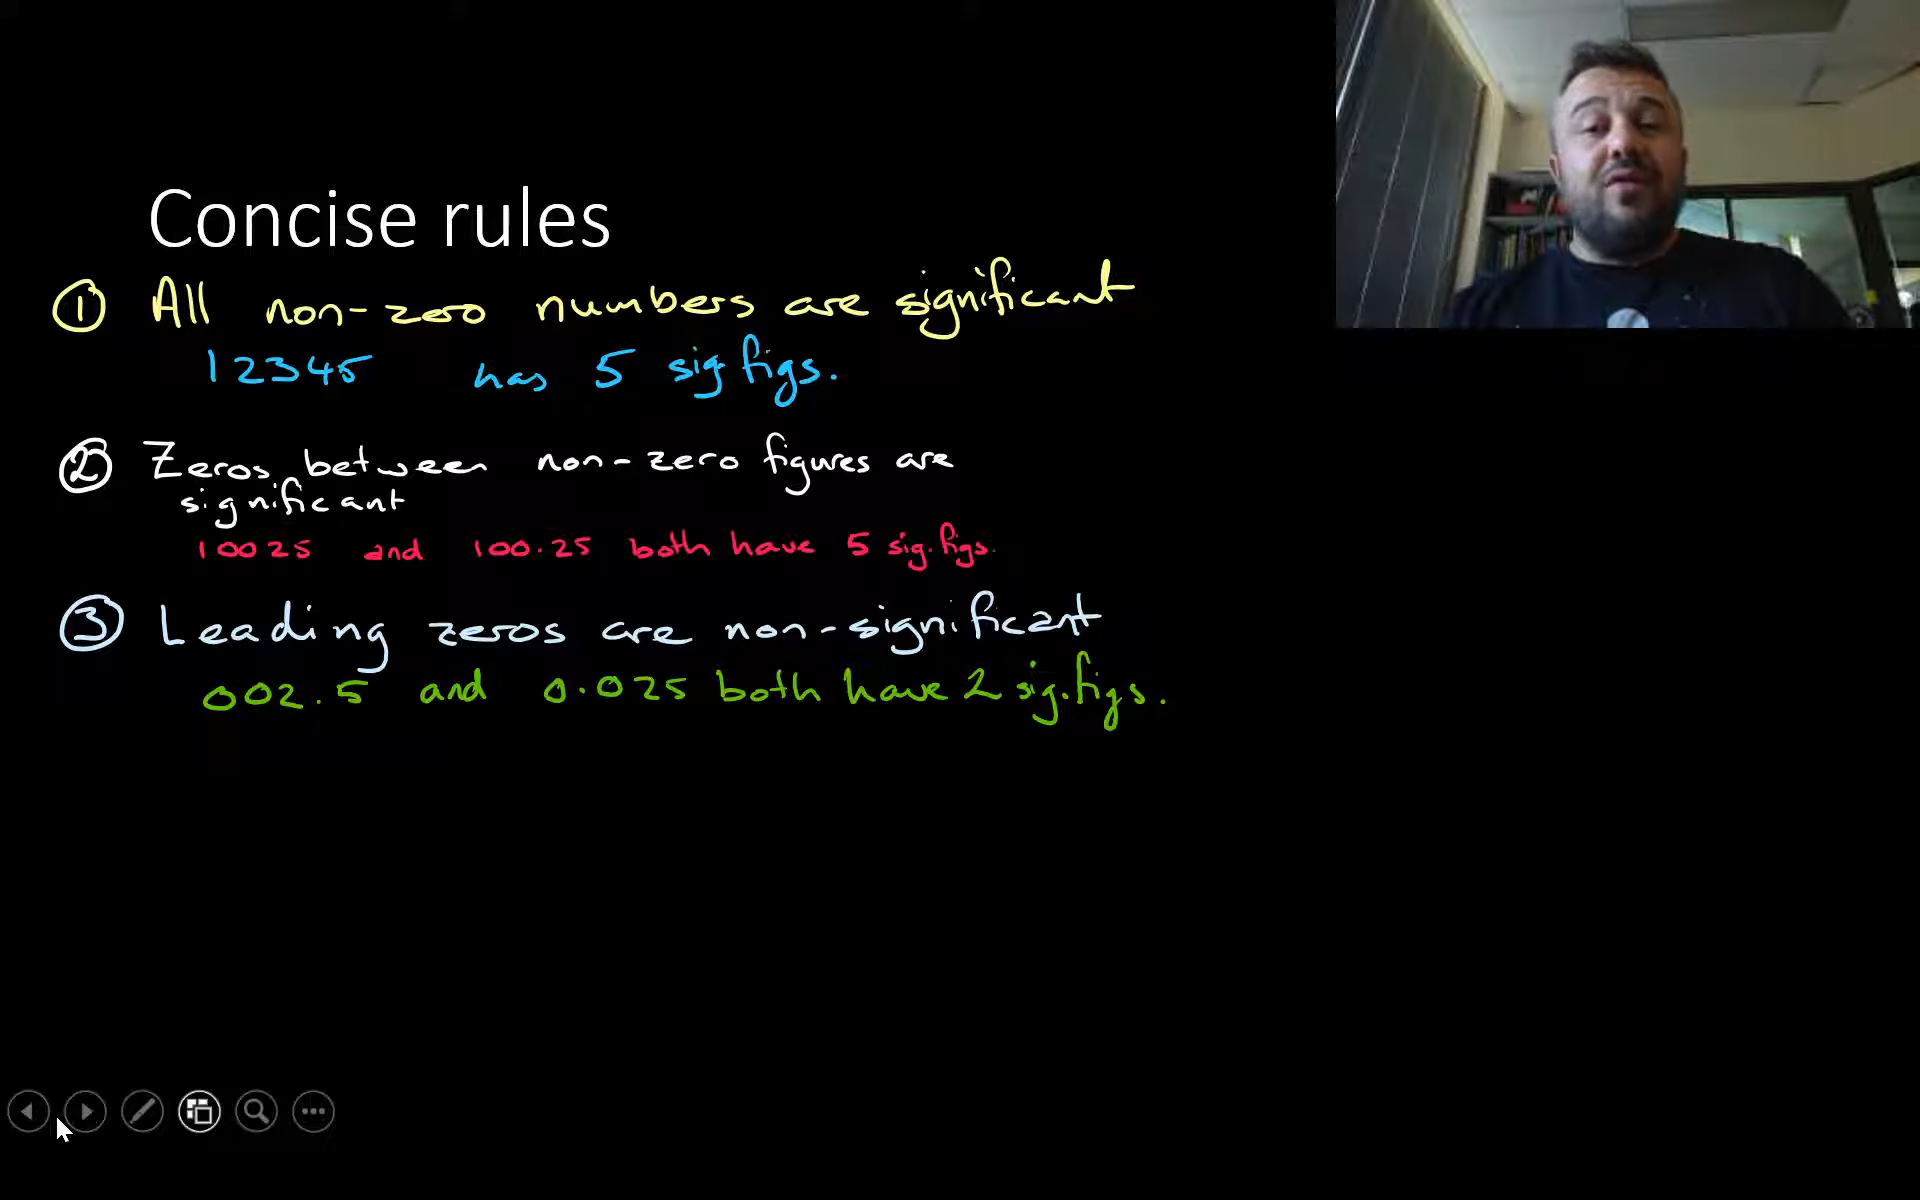 Concise rules
① All non-zero numbers are significant
12345 has 5 sig.figs.
② Zeros between non-zero figures are
significant
10025 and 100.25 both have 5 sig.figs.
③ Leading zeros are non-significant
002.5 and 0.025 both have 2 sig.figs.